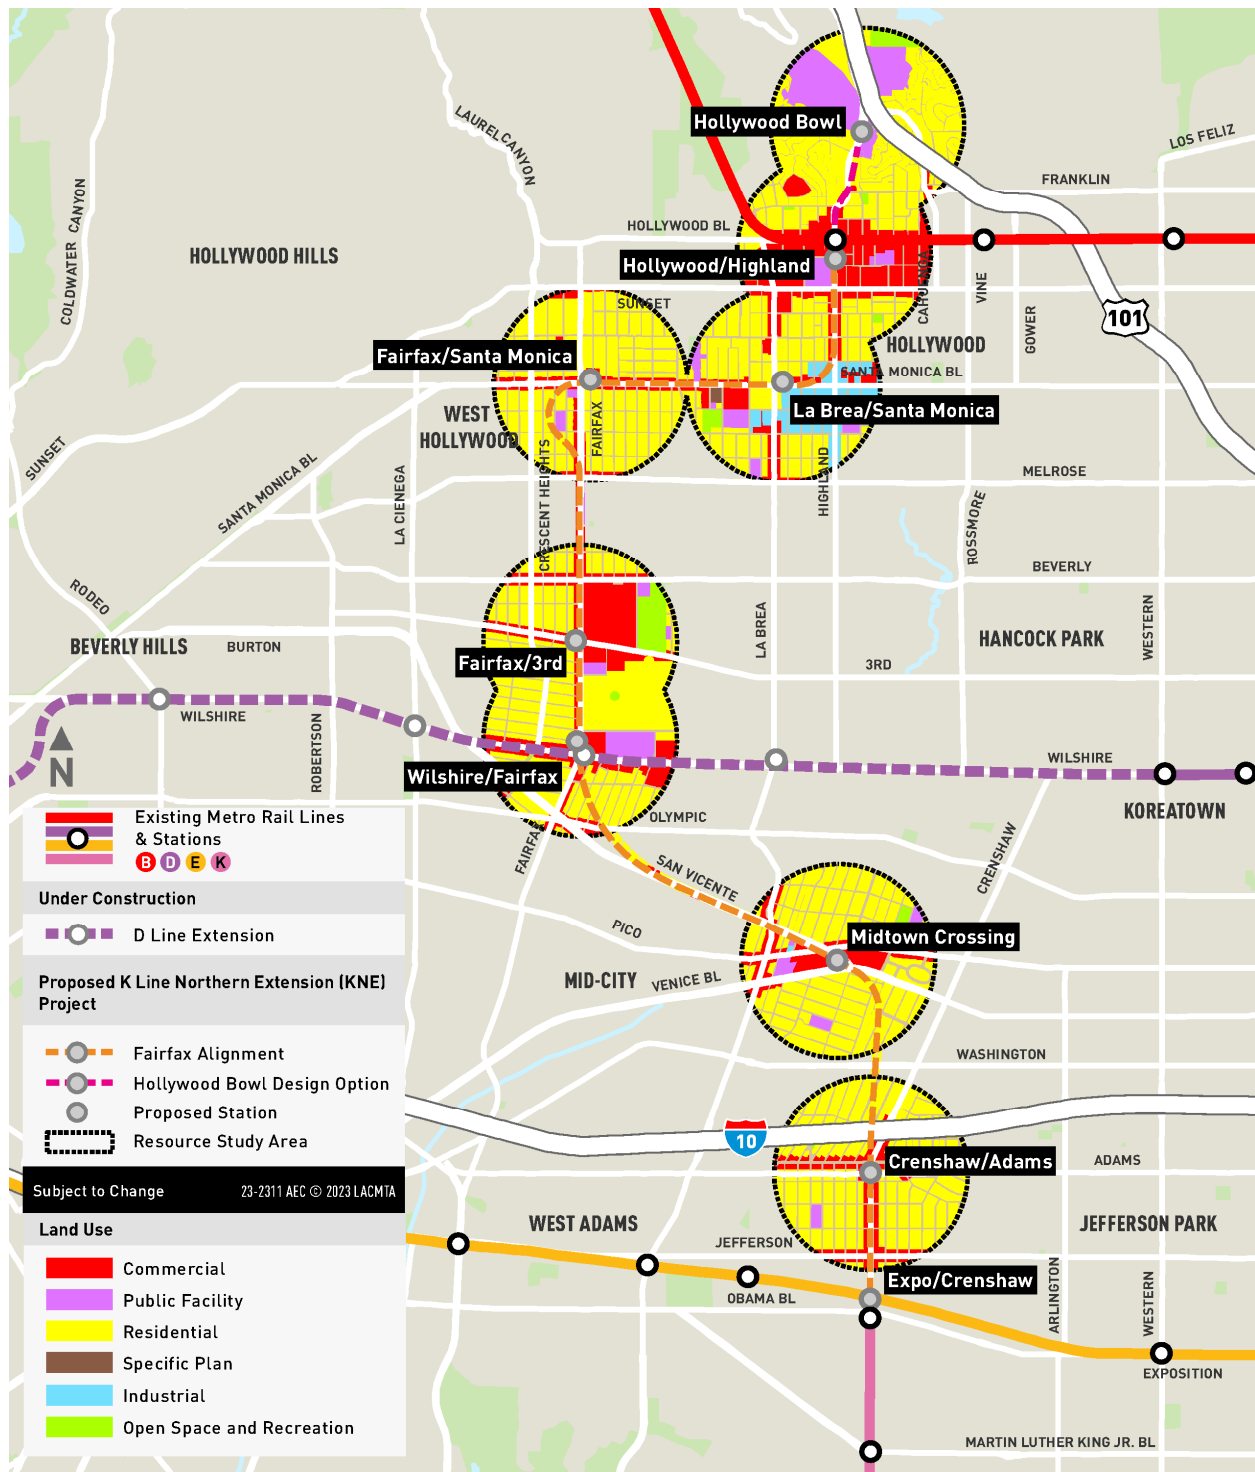 LAUREL CANYON
Hollywood Bowl
LOS FELIZ
COLDWATER CANYON
FRANKLIN
HOLLYWOOD BL
HOLLYWOOD HILLS
Hollywood/Highland
CAHUENGA
VINE
GOWER
101
SUNSET
HOLLYWOOD
Fairfax/Santa Monica
SANTA MONICA BL
La Brea/Santa Monica
WEST
HOLLYWOOD
FAIRFAX
SUNSET
SANTA MONICA BL
LA CIENEGA
CRESCENT HEIGHTS
HIGHLAND
MELROSE
ROSSMORE
BEVERLY
RODEO
LA BREA
WESTERN
BEVERLY HILLS
BURTON
HANCOCK PARK
Fairfax/3rd
3RD
WILSHIRE
ROBERTSON
N
Wilshire/Fairfax
WILSHIRE
KOREATOWN
OLYMPIC
FAIRFAX
SAN VICENTE
CRENSHAW
PICO
Midtown Crossing
MID-CITY
VENICE BL
WASHINGTON
10
Crenshaw/Adams
ADAMS
WEST ADAMS
JEFFERSON
JEFFERSON PARK
Expo/Crenshaw
OBAMA BL
ARLINGTON
WESTERN
EXPOSITION
MARTIN LUTHER KING JR. BL
Existing Metro Rail Lines
& Stations
B D E K
Under Construction
D Line Extension
Proposed K Line Northern Extension (KNE)
Project
Fairfax Alignment
Hollywood Bowl Design Option
Proposed Station
Resource Study Area
Subject to Change
23-2311 AEC © 2023 LACMTA
Land Use
Commercial
Public Facility
Residential
Specific Plan
Industrial
Open Space and Recreation